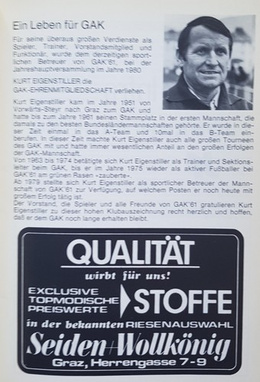 Ein Leben für GAK
Für seine überaus großen Verdienste als
Spieler, Trainer, Vorstandsmitglied und
Funktionär, wurde dem derzeitigen sport-
lichen Betreuer von GAK'61, bei der
Jahreshauptversammlung im Jahre 1980
KURT EIGENSTILLER die
GAK-EHRENMITGLIEDSCHAFT verliehen.
Kurt Eigenstiller kam im Jahre 1951 von
Vorwärts-Steyr nach Graz zum GAK und
hatte bis zum Jahre 1961 seinen Stammplatz in der ersten Mannschaft, die
damals zu den besten Bundesländermannschaften gehörte. Er wurde in die-
ser Zeit einmal in das A-Team und 10mal in das B-Team ein-
berufen. In dieser Zeit machte Kurt Eigenstiller auch alle großen Tourneen
des GAK mit und hatte immer wesentlichen Anteil an den großen Erfolgen
der GAK-Mannschaft.
Von 1963 bis 1974 betätigte sich Kurt Eigenstiller als Trainer und Sektions-
leiter beim GAK, bis er im Jahre 1975 wieder als aktiver Fußballer bei
GAK'61 am grünen Rasen »zauberte«.
Ab 1979 stellte sich Kurt Eigenstiller als sportlicher Betreuer der Mann-
schaft von GAK'61 zur Verfügung, auf welchen Posten er noch heute mit
großem Erfolg tätig ist.
Der Vorstand, die Spieler und alle Freunde von GAK'61 gratulieren Kurt
Eigenstiller zu dieser hohen Klubauszeichnung recht herzlich und hoffen,
daß er dem GAK noch lange erhalten bleibt.
QUALITÄT
wirbt für uns!
EXCLUSIVE
TOPMODISCHE
PREISWERTE
STOFFE
in der bekannten RIESENAUSWAHL
Seiden+Wollkönig
Graz, Herrengasse 7-9